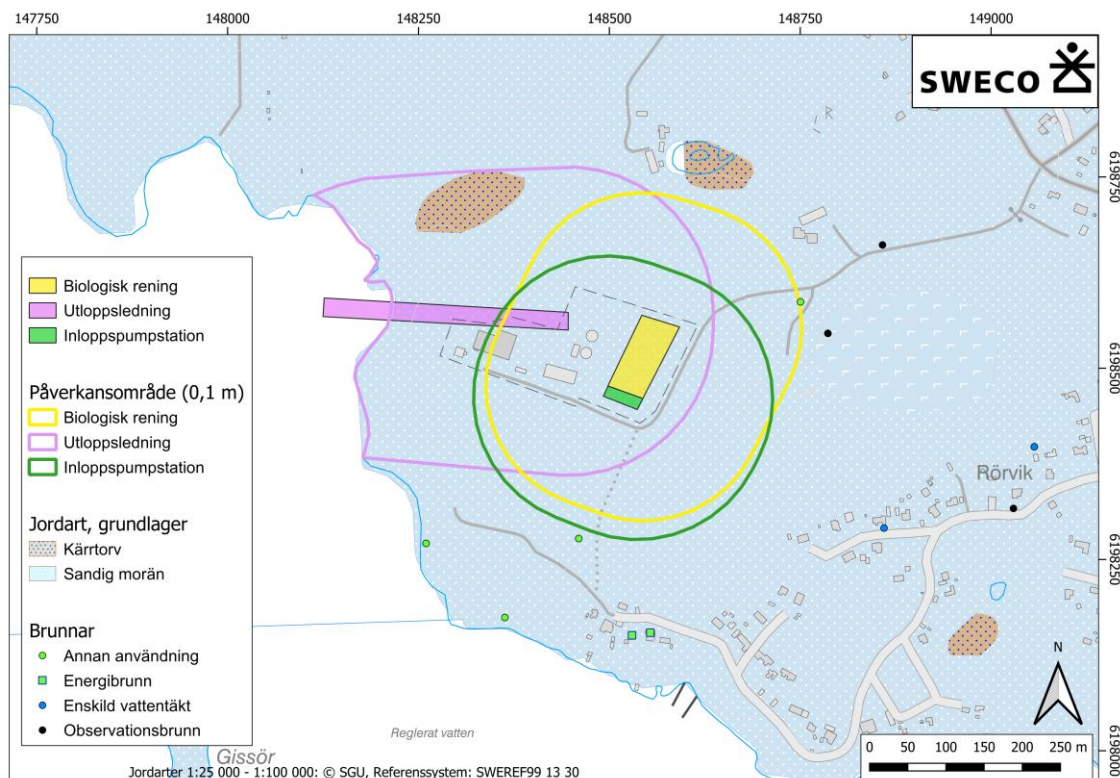 147750 148000 148250 148500 148750 149000
SWECO
6198750
Biologisk rening
Utloppsledning
Inloppspumpstation
Påverkansområde (0,1 m)
Biologisk rening
Utloppsledning
Inloppspumpstation
6198500
Rörvik
Jordart, grundlager
Kärrtorv
Sandig morän
6198250
Brunnar
Annan användning
Energibrunn
Enskild vattentäkt
Observationsbrunn
N
Reglerat vatten
Gissör
0 50 100 150 200 250 m
6198000
Jordarter 1:25 000 - 1:100 000: © SGU, Referenssystem: SWEREF99 13 30